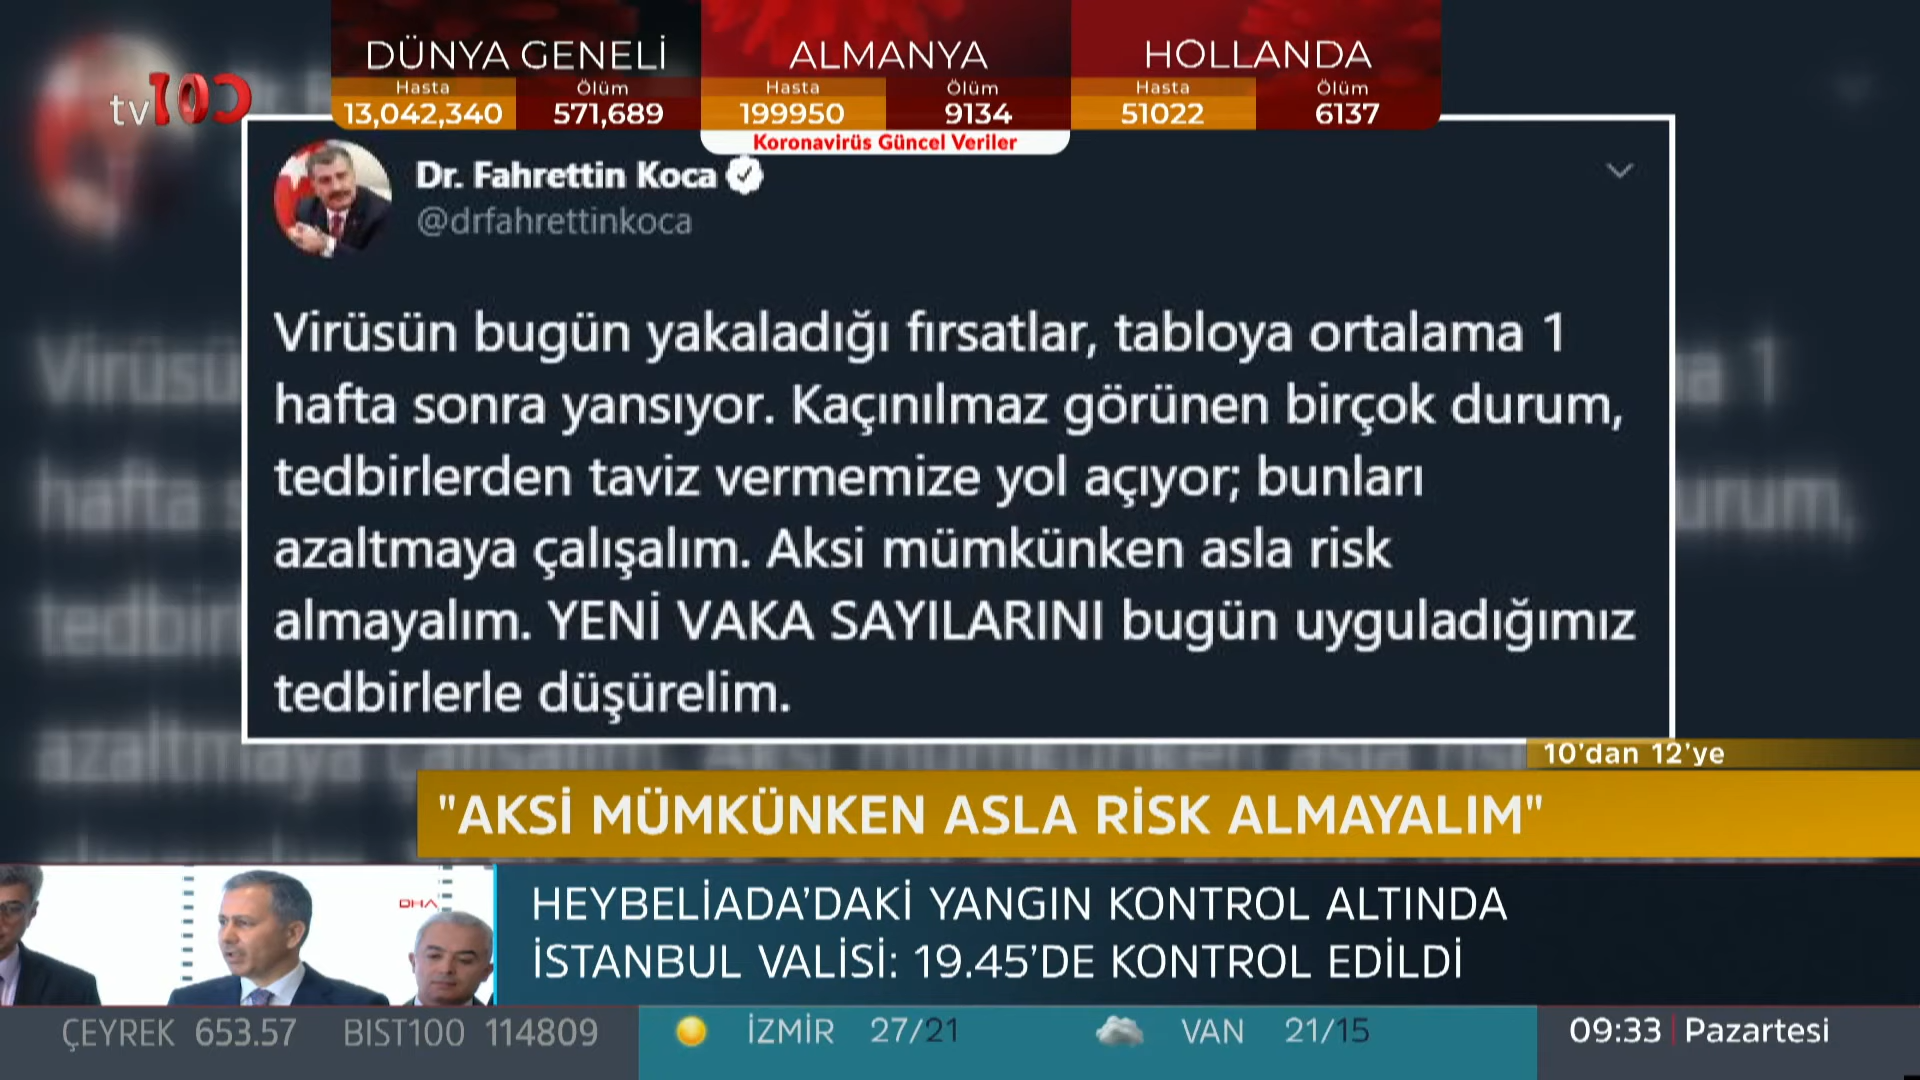 DÜNYA GENELİ
Hasta
Ölüm
13,042,340
571,689
ALMANYA
Hasta
Ölüm
199950
9134
HOLLANDA
Hasta
Ölüm
51022
6137
Koronavirüs Güncel Veriler
tv100
Dr. Fahrettin Koca
@drfahrettinkoca
Virüsün bugün yakaladığı fırsatlar, tabloya ortalama 1
hafta sonra yansıyor. Kaçınılmaz görünen birçok durum,
tedbirlerden taviz vermemize yol açıyor; bunları
azaltmaya çalışalım. Aksi mümkünken asla risk
almayalım. YENİ VAKA SAYILARINI bugün uyguladığımız
tedbirlerle düşürelim.
10'dan 12'ye
"AKSİ MÜMKÜNKEN ASLA RİSK ALMAYALIM"
DHA
HEYBELİADA'DAKİ YANGIN KONTROL ALTINDA
İSTANBUL VALİSİ: 19.45'DE KONTROL EDİLDİ
ÇEYREK 653.57 BIST100 114809
İZMİR 27/21 VAN 21/15
09:33 Pazartesi